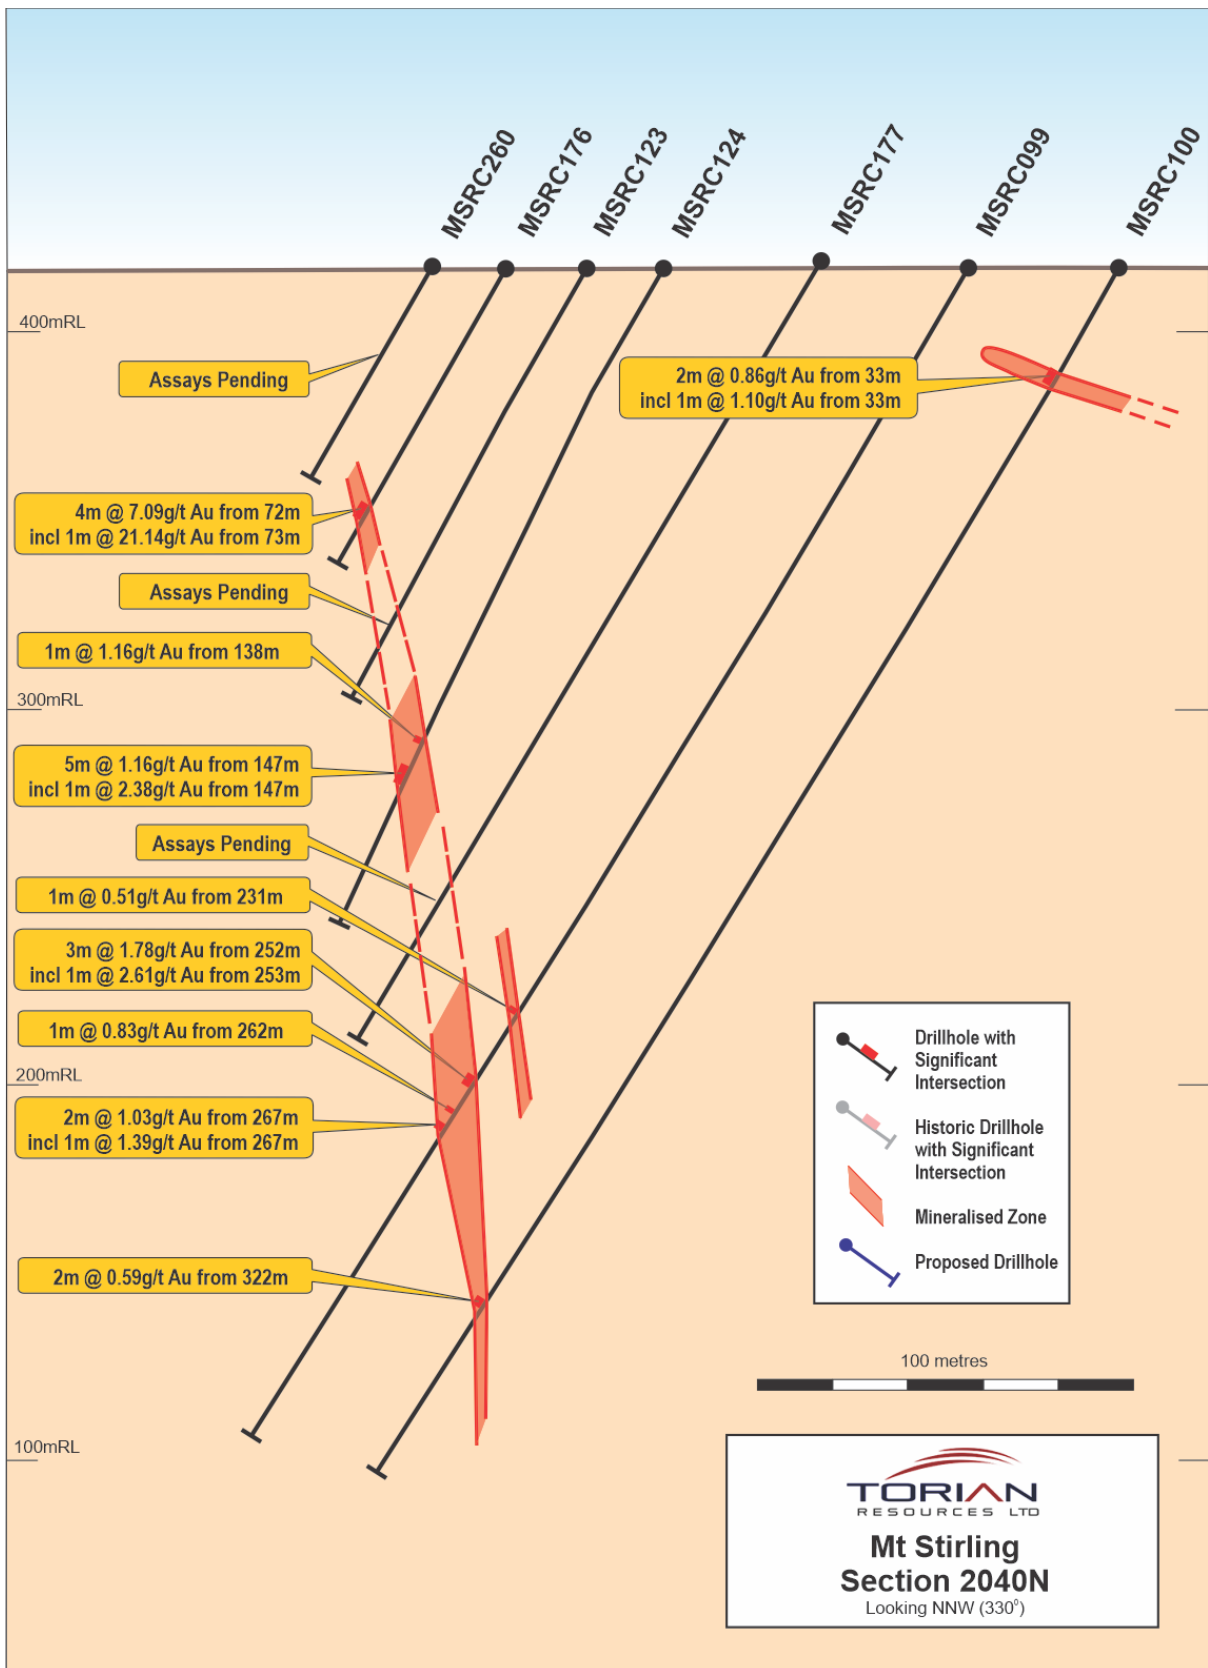 MSRC260
MSRC176
MSRC123
MSRC124
MSRC177
MSRC099
MSRC100
400mRL
Assays Pending
2m @ 0.86g/t Au from 33m
incl 1m @ 1.10g/t Au from 33m
4m @ 7.09g/t Au from 72m
incl 1m @ 21.14g/t Au from 73m
Assays Pending
1m @ 1.16g/t Au from 138m
300mRL
5m @ 1.16g/t Au from 147m
incl 1m @ 2.38g/t Au from 147m
Assays Pending
1m @ 0.51g/t Au from 231m
3m @ 1.78g/t Au from 252m
incl 1m @ 2.61g/t Au from 253m
1m @ 0.83g/t Au from 262m
200mRL
2m @ 1.03g/t Au from 267m
incl 1m @ 1.39g/t Au from 267m
2m @ 0.59g/t Au from 322m
100mRL
Drillhole with
Significant
Intersection
Historic Drillhole
with Significant
Intersection
Mineralised Zone
Proposed Drillhole
100 metres
TORIAN
RESOURCES LTD
Mt Stirling
Section 2040N
Looking NNW (330⁰)